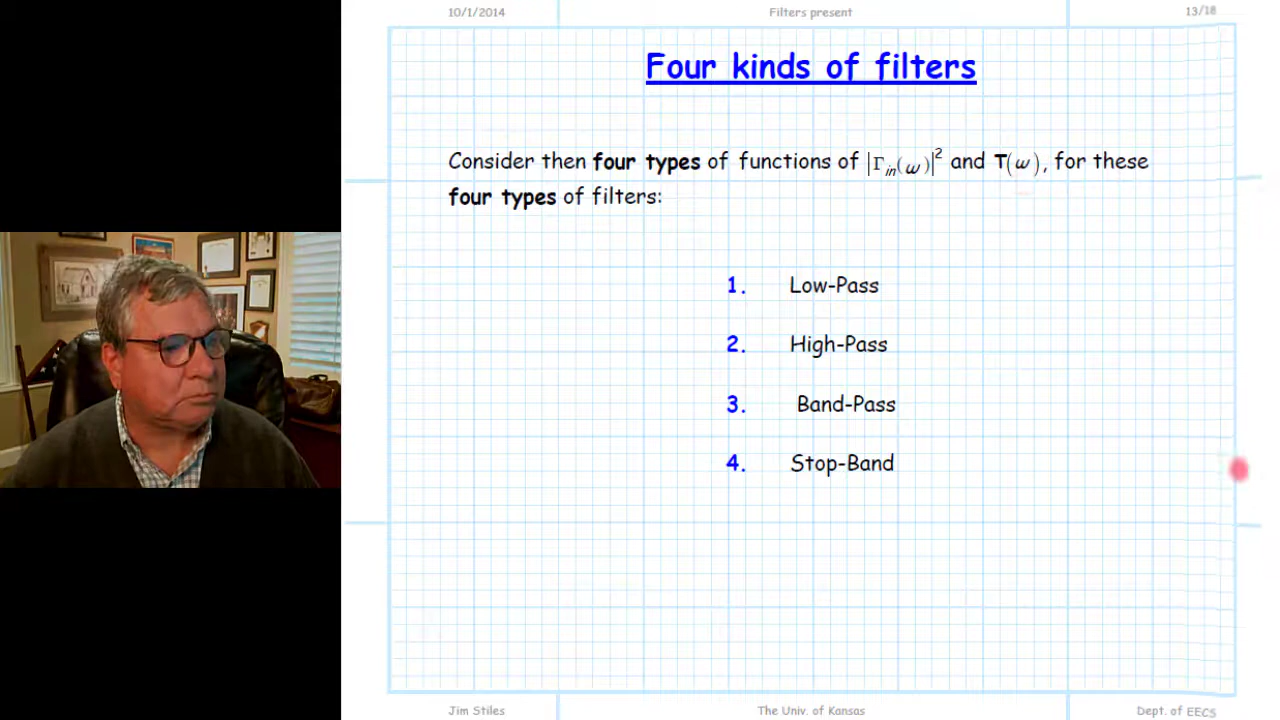 10/1/2014 Filters present 13/18
Four kinds of filters
Consider then four types of functions of |Γin(ω)|² and T(ω), for these
four types of filters:
1. Low-Pass
2. High-Pass
3. Band-Pass
4. Stop-Band
Jim Stiles The Univ. of Kansas Dept. of EECS